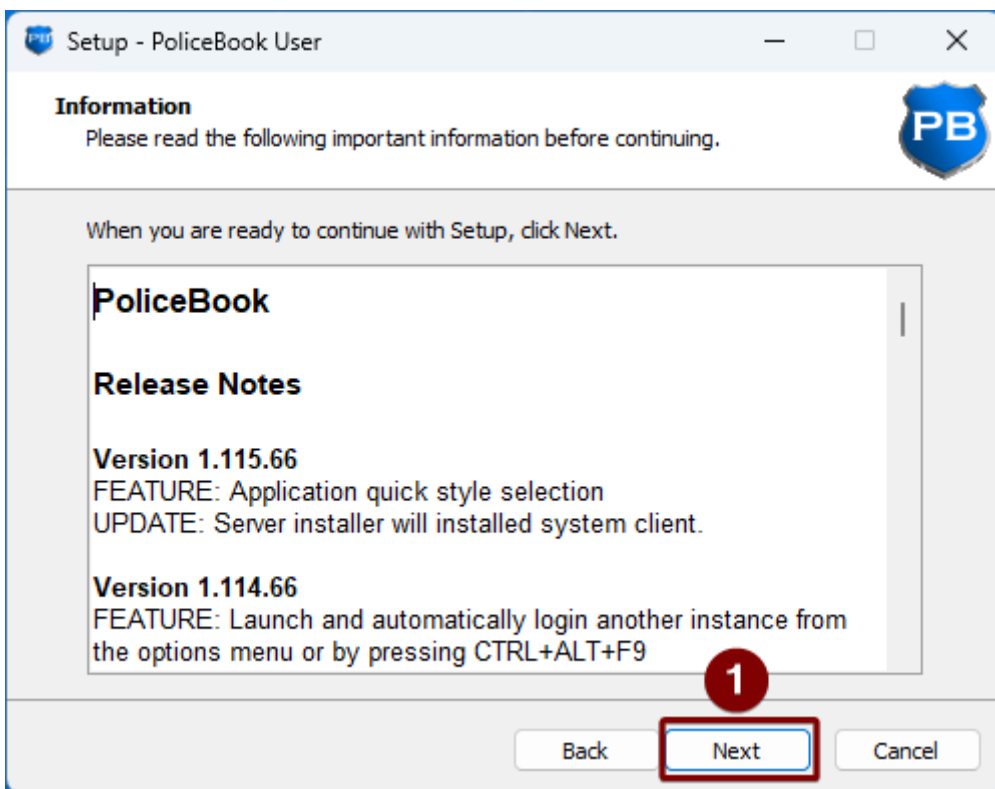 PB
Setup - PoliceBook User
Information
Please read the following important information before continuing.
PB
When you are ready to continue with Setup, click Next.
PoliceBook
Release Notes
Version 1.115.66
FEATURE: Application quick style selection
UPDATE: Server installer will installed system client.
Version 1.114.66
FEATURE: Launch and automatically login another instance from
the options menu or by pressing CTRL+ALT+F9
1
Back
Next
Cancel